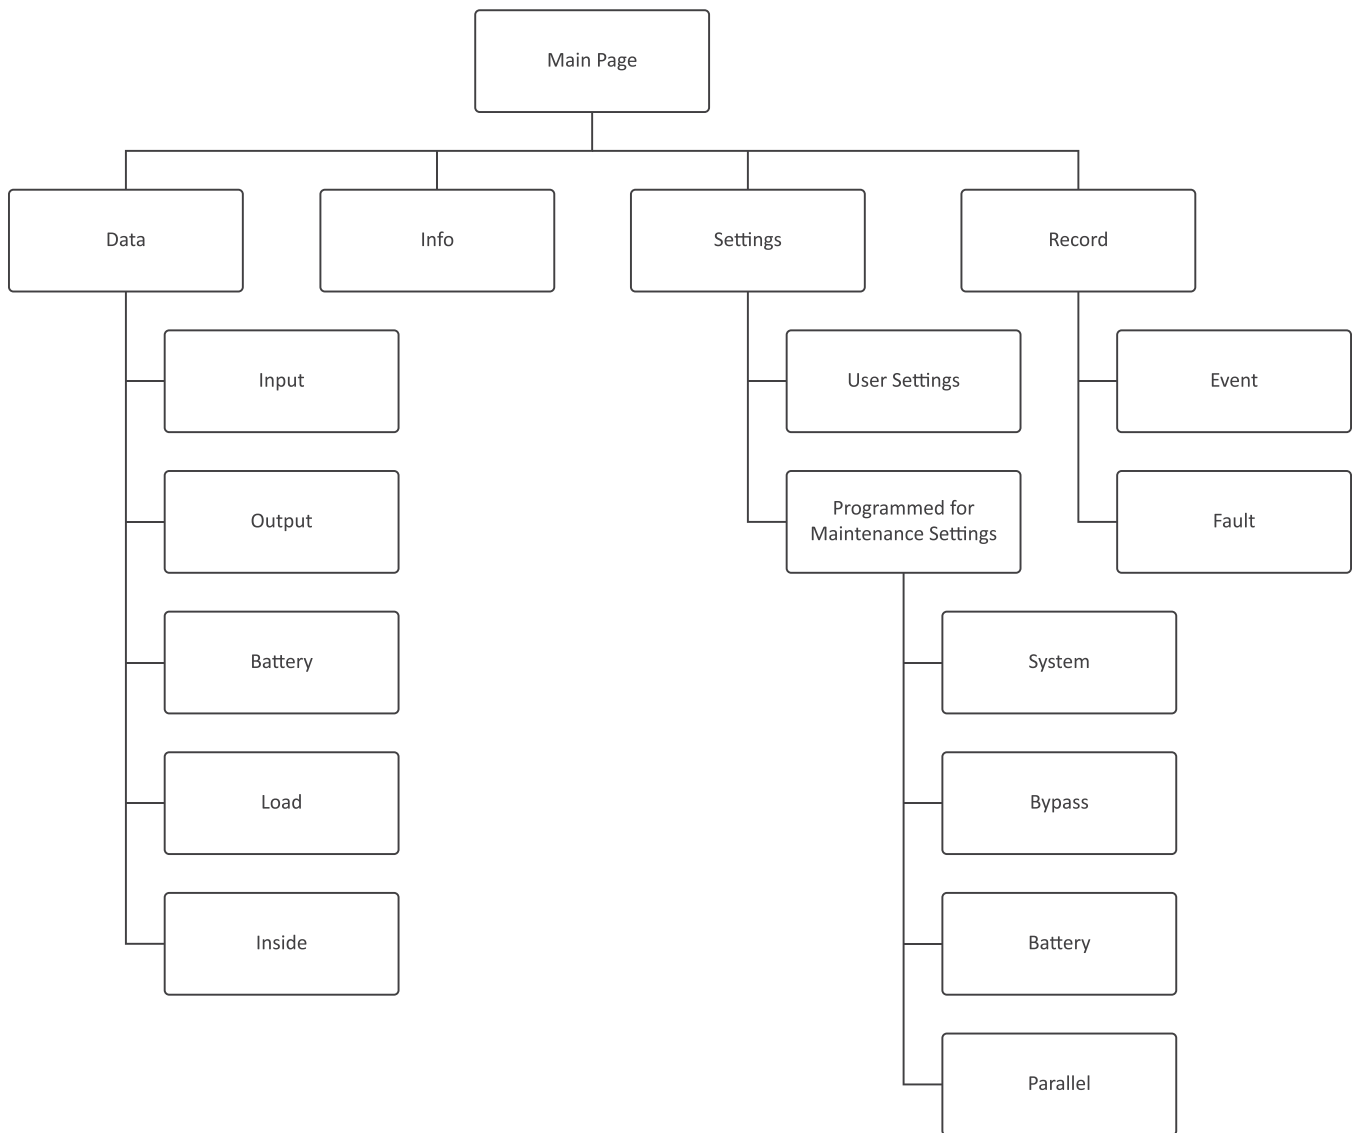 Main Page
Data
Info
Settings
Record
Input
User Settings
Event
Output
Programmed for
Maintenance Settings
Fault
Battery
System
Load
Bypass
Inside
Battery
Parallel